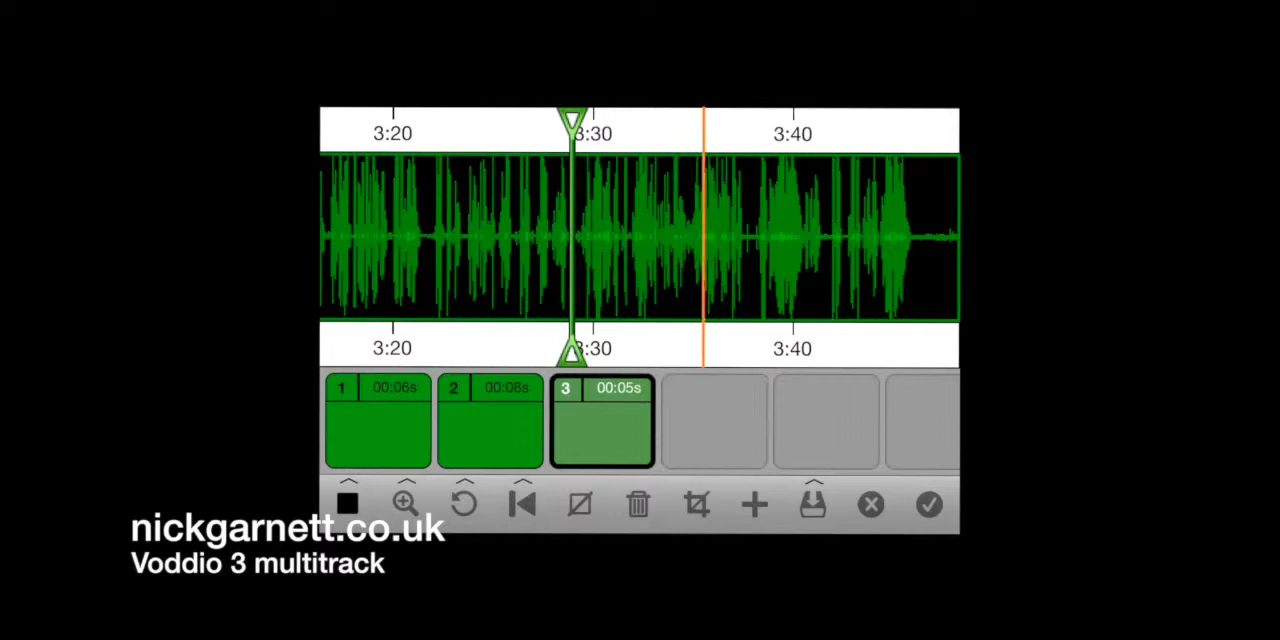 3:20 3:30 3:40
3:20 3:30 3:40
1 00:06s 2 00:08s 3 00:05s
nickgarnett.co.uk
Voddio 3 multitrack